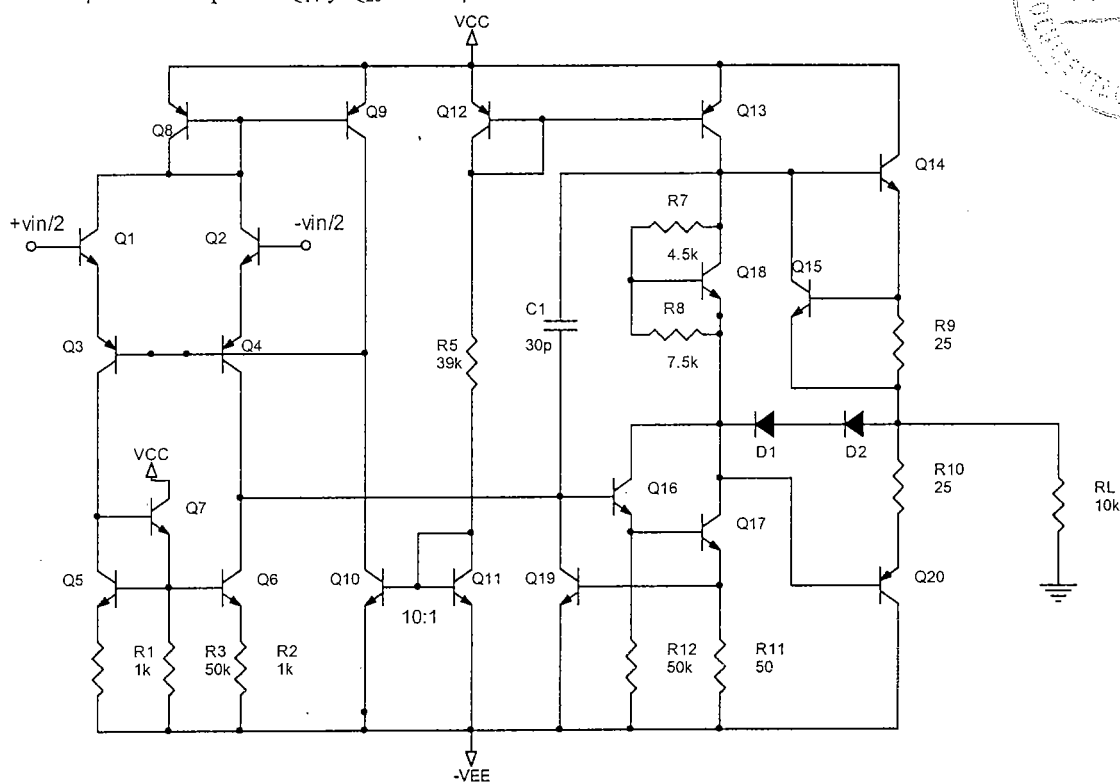 VCC
Q8
Q9
Q12
Q13
Q14
+vin/2
-vin/2
Q1
Q2
R7
4.5k
Q18
Q15
C1
30p
R8
7.5k
R9
25
Q3
Q4
R5
39k
D1
D2
VCC
Q7
Q16
Q17
R10
25
RL
10k
Q5
Q6
Q10
Q11
10:1
Q19
Q20
R1
1k
R3
50k
R2
1k
R12
50k
R11
50
-VEE